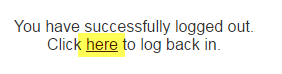 You have successfully logged out.
Click here to log back in.